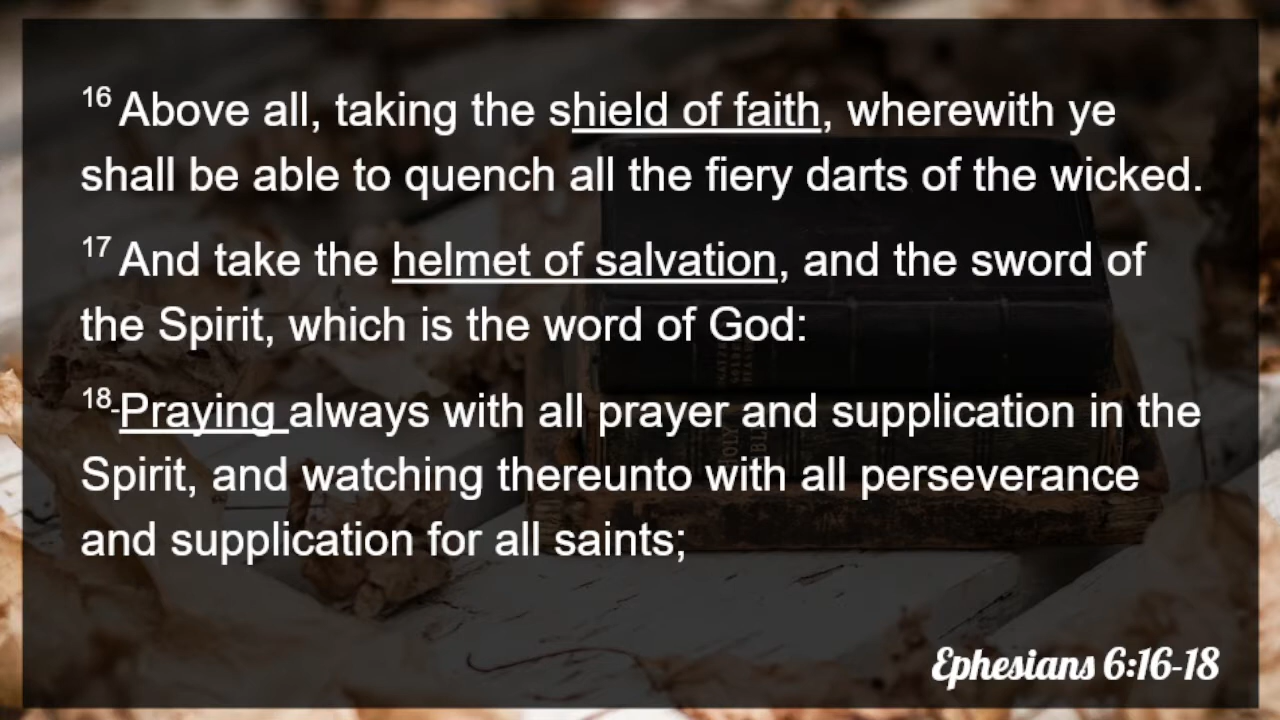 16 Above all, taking the shield of faith, wherewith ye
shall be able to quench all the fiery darts of the wicked.
17 And take the helmet of salvation, and the sword of
the Spirit, which is the word of God:
18 Praying always with all prayer and supplication in the
Spirit, and watching thereunto with all perseverance
and supplication for all saints;
Ephesians 6:16-18